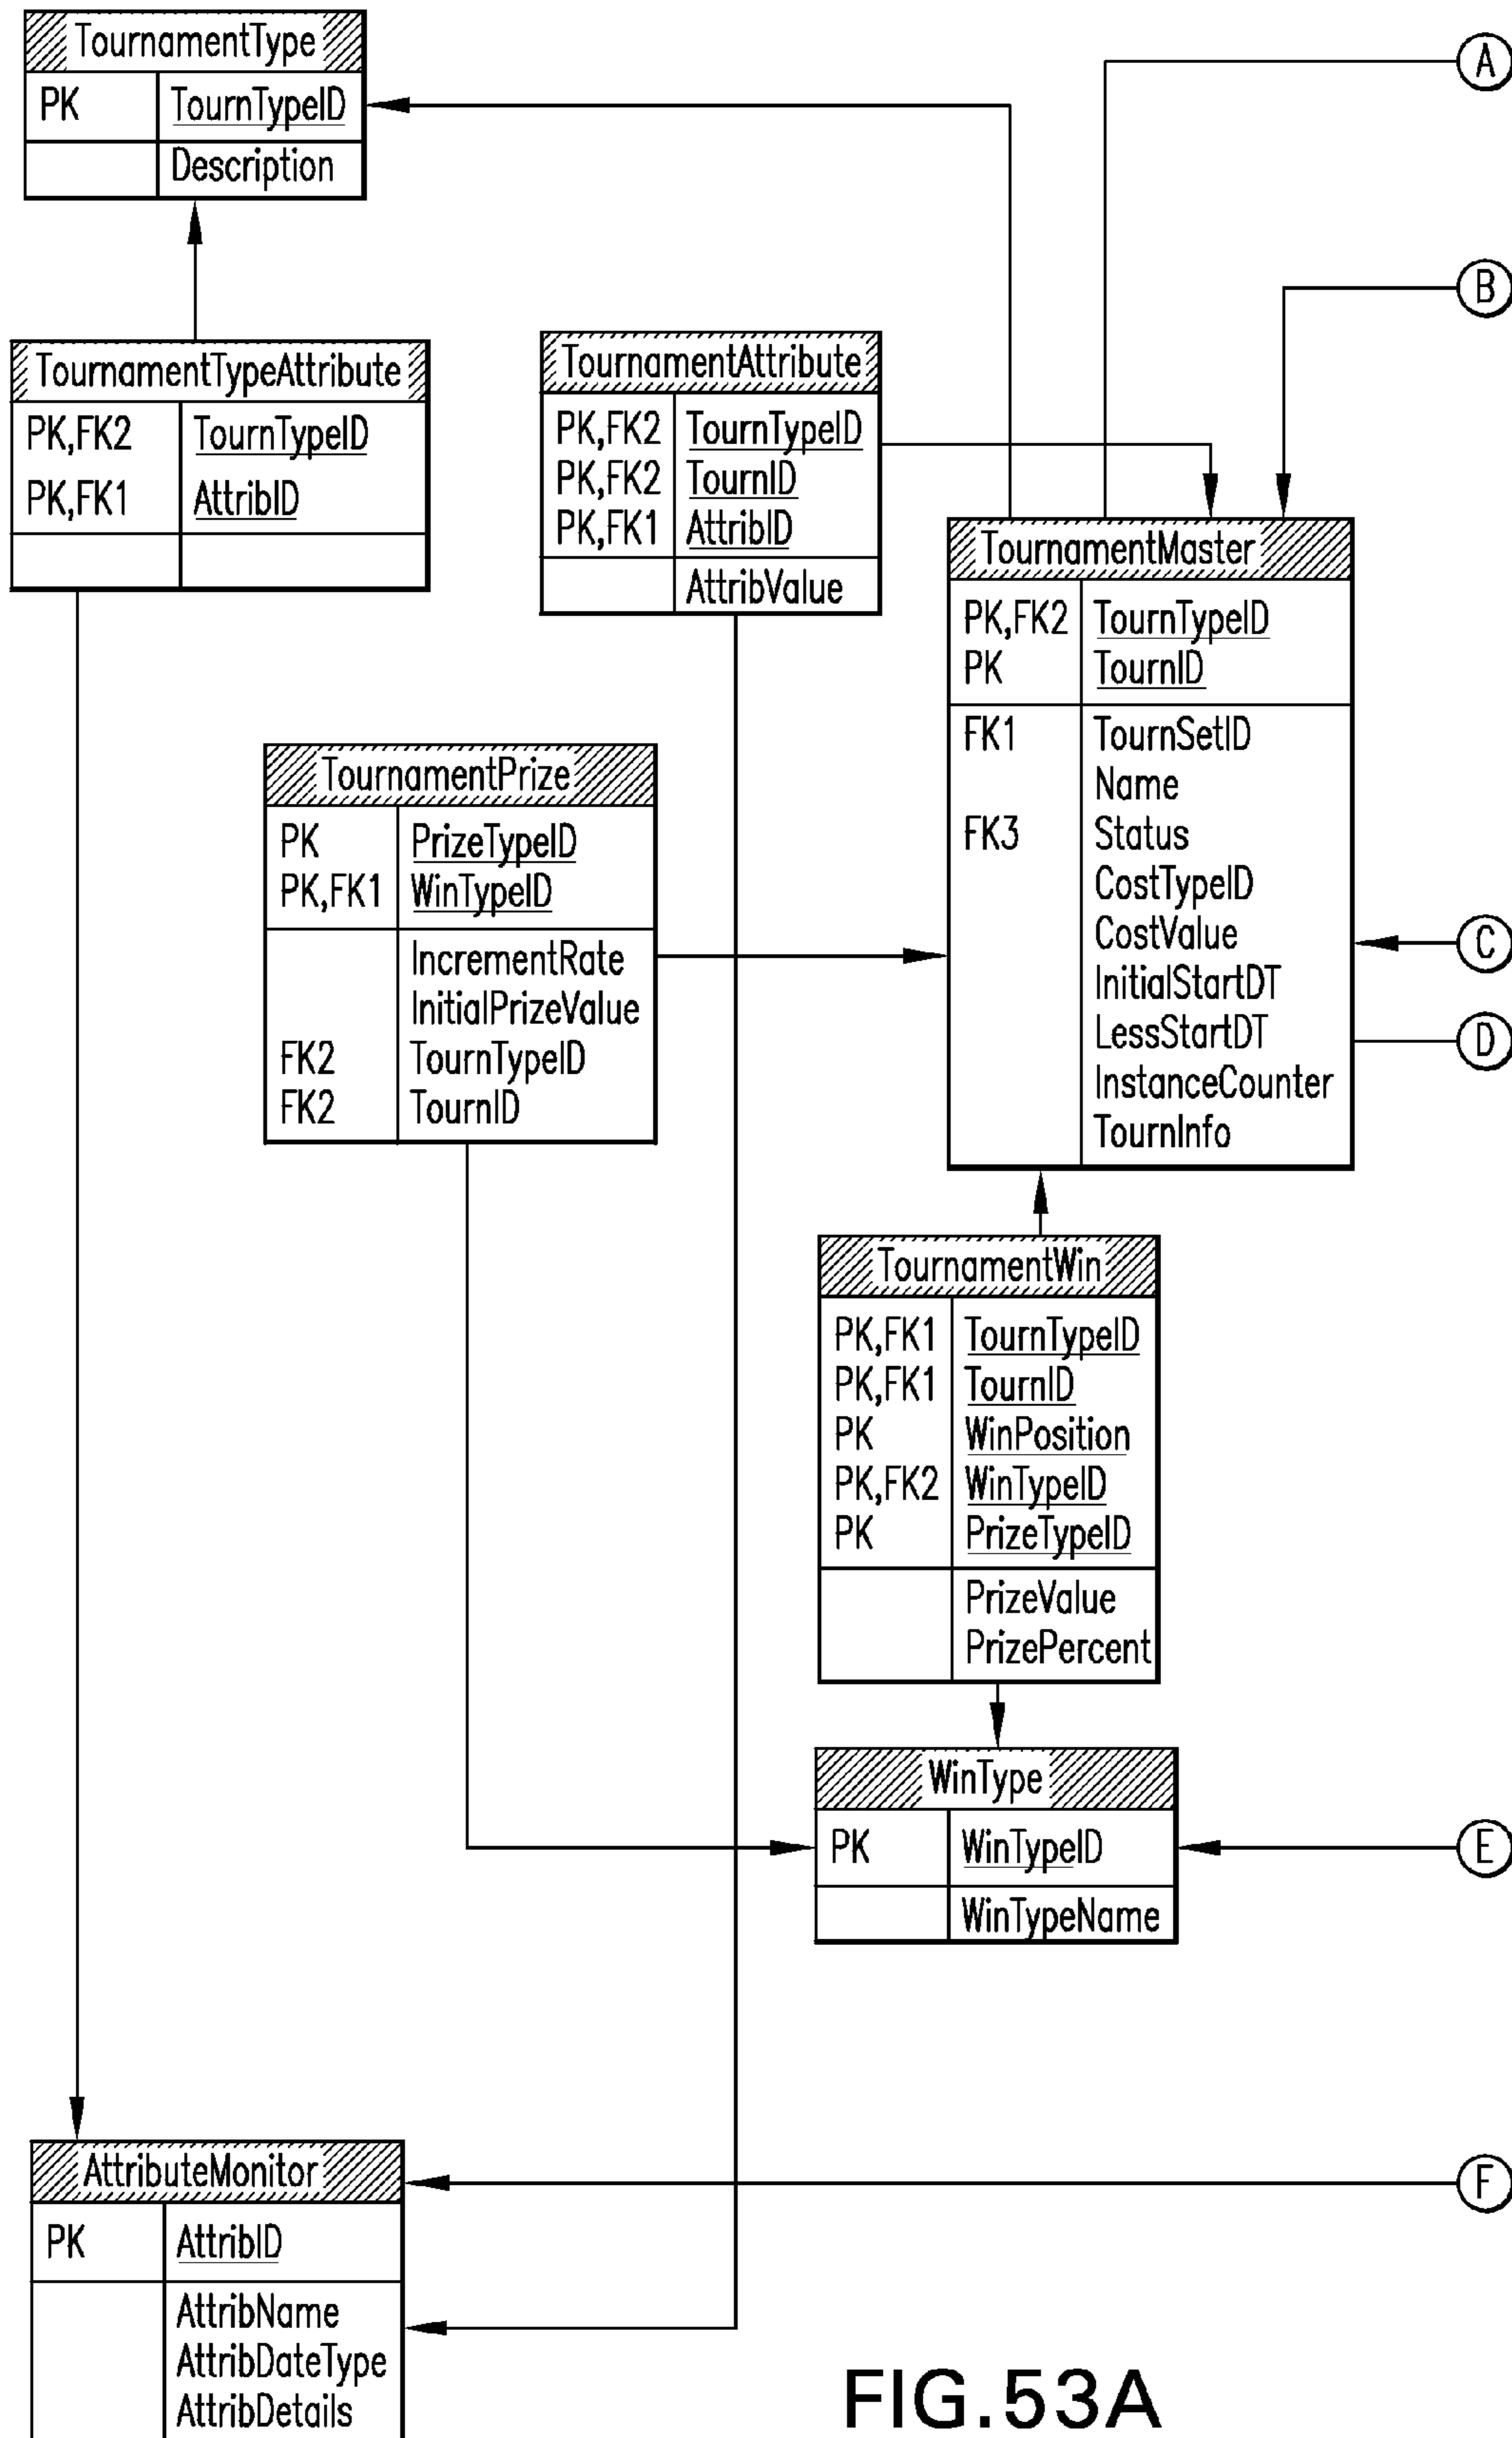 TournamentType
PK TournTypeID
Description
A
B
TournamentTypeAttribute
PK,FK2 TournTypeID
PK,FK1 AttribID
TournamentAttribute
PK,FK2 TournTypeID
PK,FK2 TournID
PK,FK1 AttribID
AttribValue
TournamentMaster
PK,FK2 TournTypeID
PK TournID
FK1 TournSetID
Name
FK3 Status
CostTypeID
CostValue
InitialStartDT
LessStartDT
InstanceCounter
TournInfo
C
D
TournamentPrize
PK PrizeTypeID
PK,FK1 WinTypeID
IncrementRate
InitialPrizeValue
FK2 TournTypeID
FK2 TournID
TournamentWin
PK,FK1 TournTypeID
PK,FK1 TournID
PK WinPosition
PK,FK2 WinTypeID
PK PrizeTypeID
PrizeValue
PrizePercent
WinType
PK WinTypeID
WinTypeName
E
AttributeMonitor
PK AttribID
AttribName
AttribDateType
AttribDetails
F
FIG.53A